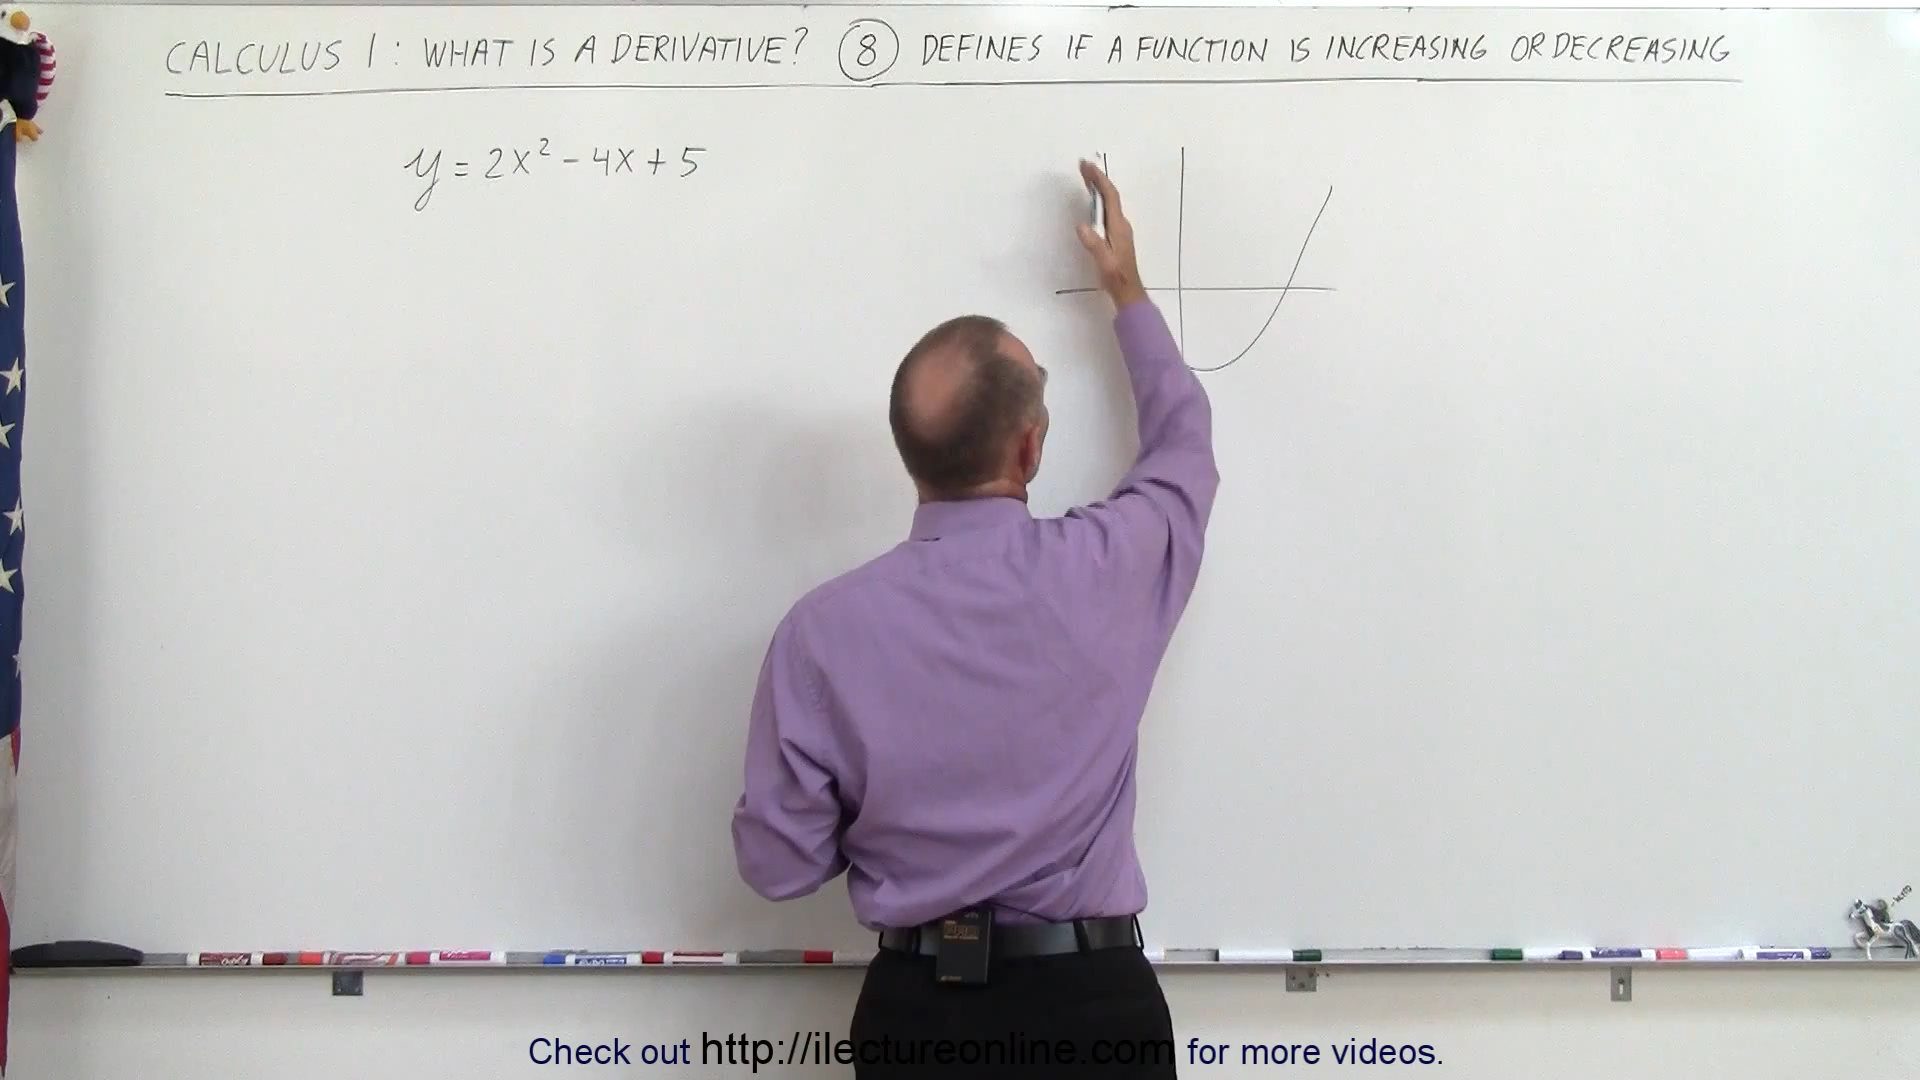 CALCULUS 1: WHAT IS A DERIVATIVE? 8 DEFINES IF A FUNCTION IS INCREASING OR DECREASING
y = 2x² - 4x + 5
Check out http://ilectureonline.com for more videos.